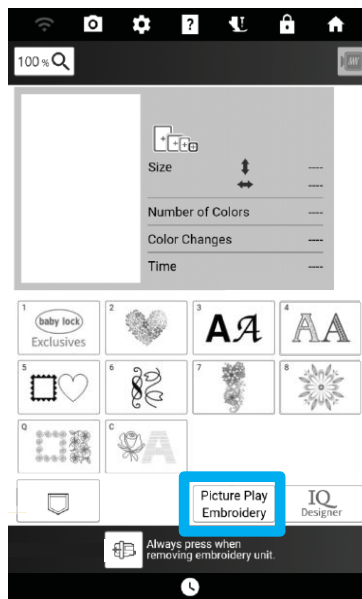 ?
100 %
Size ----
----
Number of Colors ----
Color Changes ----
Time ----
1 2 3 4
baby lock
Exclusives
AA
AA
5 6 7 8
Q C
A
Picture Play
Embroidery
IQ
Designer
Always press when
removing embroidery unit.